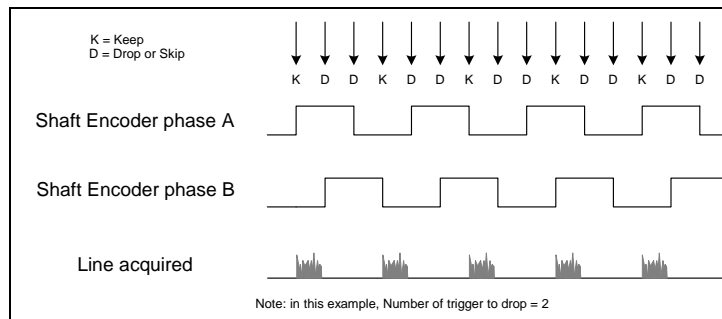 K = Keep
D = Drop or Skip
K D D K D D K D D K D D K D D
Shaft Encoder phase A
Shaft Encoder phase B
Line acquired
Note: in this example, Number of trigger to drop = 2